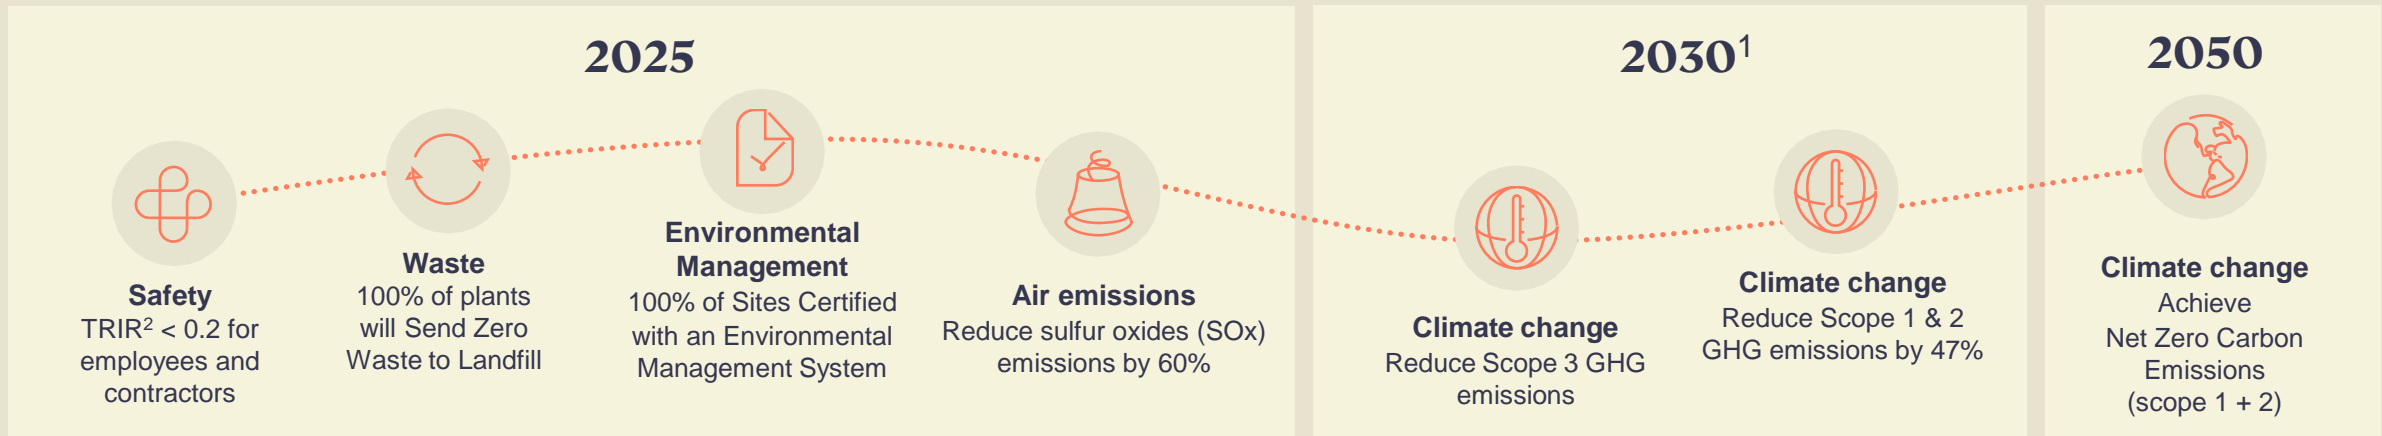 2025
Safety
TRIR² < 0.2 for
employees and
contractors
Waste
100% of plants
will Send Zero
Waste to Landfill
Environmental
Management
100% of Sites Certified
with an Environmental
Management System
Air emissions
Reduce sulfur oxides (SOx)
emissions by 60%
2030¹
Climate change
Reduce Scope 3 GHG
emissions
Climate change
Reduce Scope 1 & 2
GHG emissions by 47%
2050
Climate change
Achieve
Net Zero Carbon
Emissions
(scope 1 + 2)